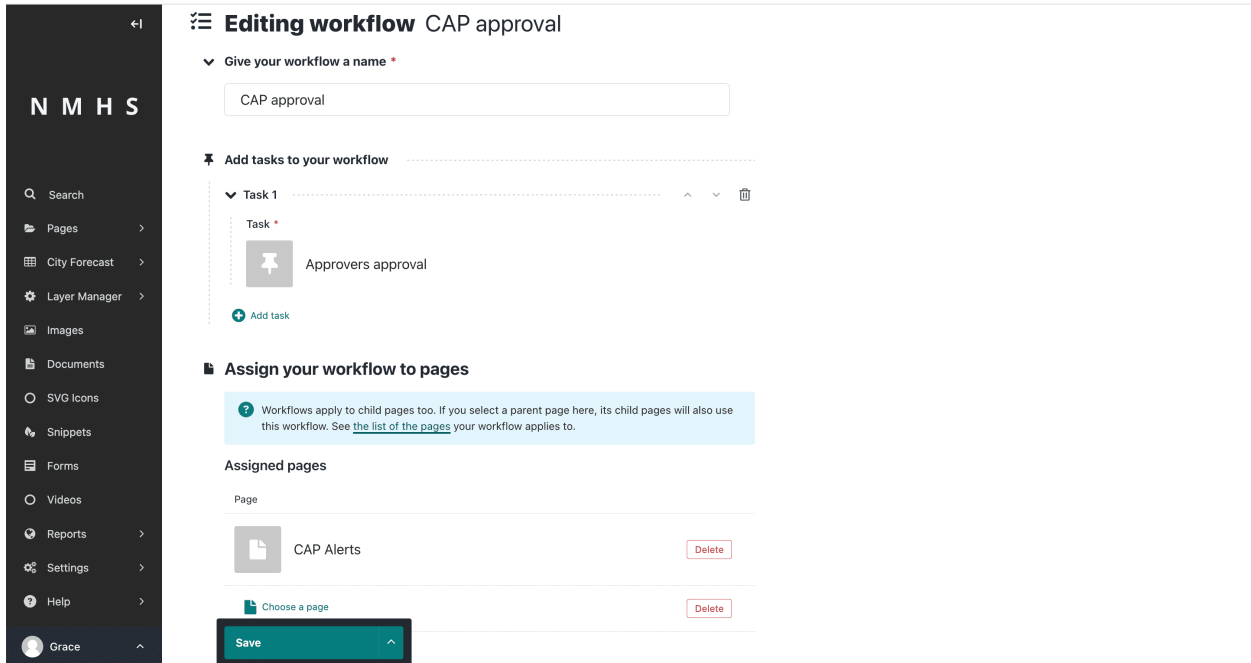 Editing workflow CAP approval
Give your workflow a name *
CAP approval
N M H S
Add tasks to your workflow
Task 1
Task *
Approvers approval
Add task
Search
Pages
City Forecast
Layer Manager
Images
Documents
SVG Icons
Snippets
Forms
Videos
Reports
Settings
Help
Grace
Assign your workflow to pages
Workflows apply to child pages too. If you select a parent page here, its child pages will also use
this workflow. See the list of the pages your workflow applies to.
Assigned pages
Page
CAP Alerts
Delete
Choose a page
Delete
Save